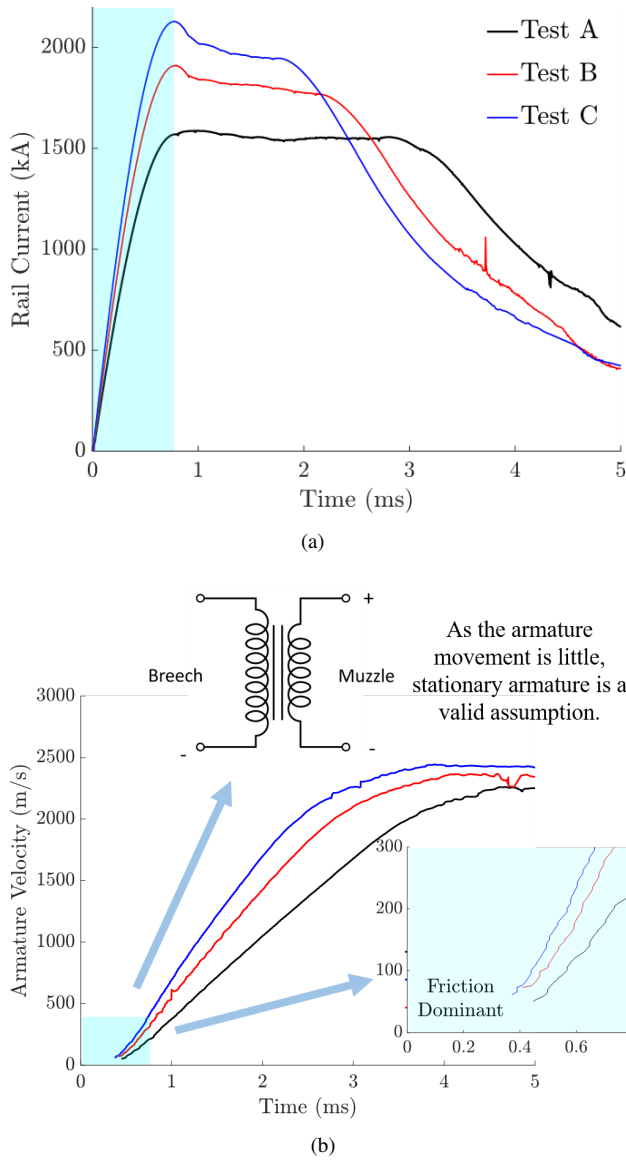 2000
1500
1000
500
0
Rail Current (kA)
Test A
Test B
Test C
0 1 2 3 4 5
Time (ms)
(a)
+
Breech
Muzzle
- -
As the armature
movement is little,
stationary armature is a
valid assumption.
3000
2500
2000
1500
1000
500
0
Armature Velocity (m/s)
300
200
100
0
Friction
Dominant
0 0.2 0.4 0.6
0 1 2 3 4 5
Time (ms)
(b)